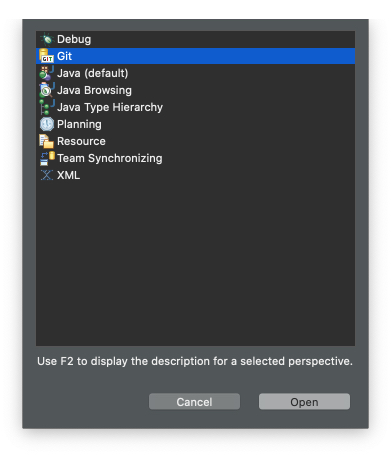 Debug
Git
Java (default)
Java Browsing
Java Type Hierarchy
Planning
Resource
Team Synchronizing
XML
Use F2 to display the description for a selected perspective.
Cancel Open